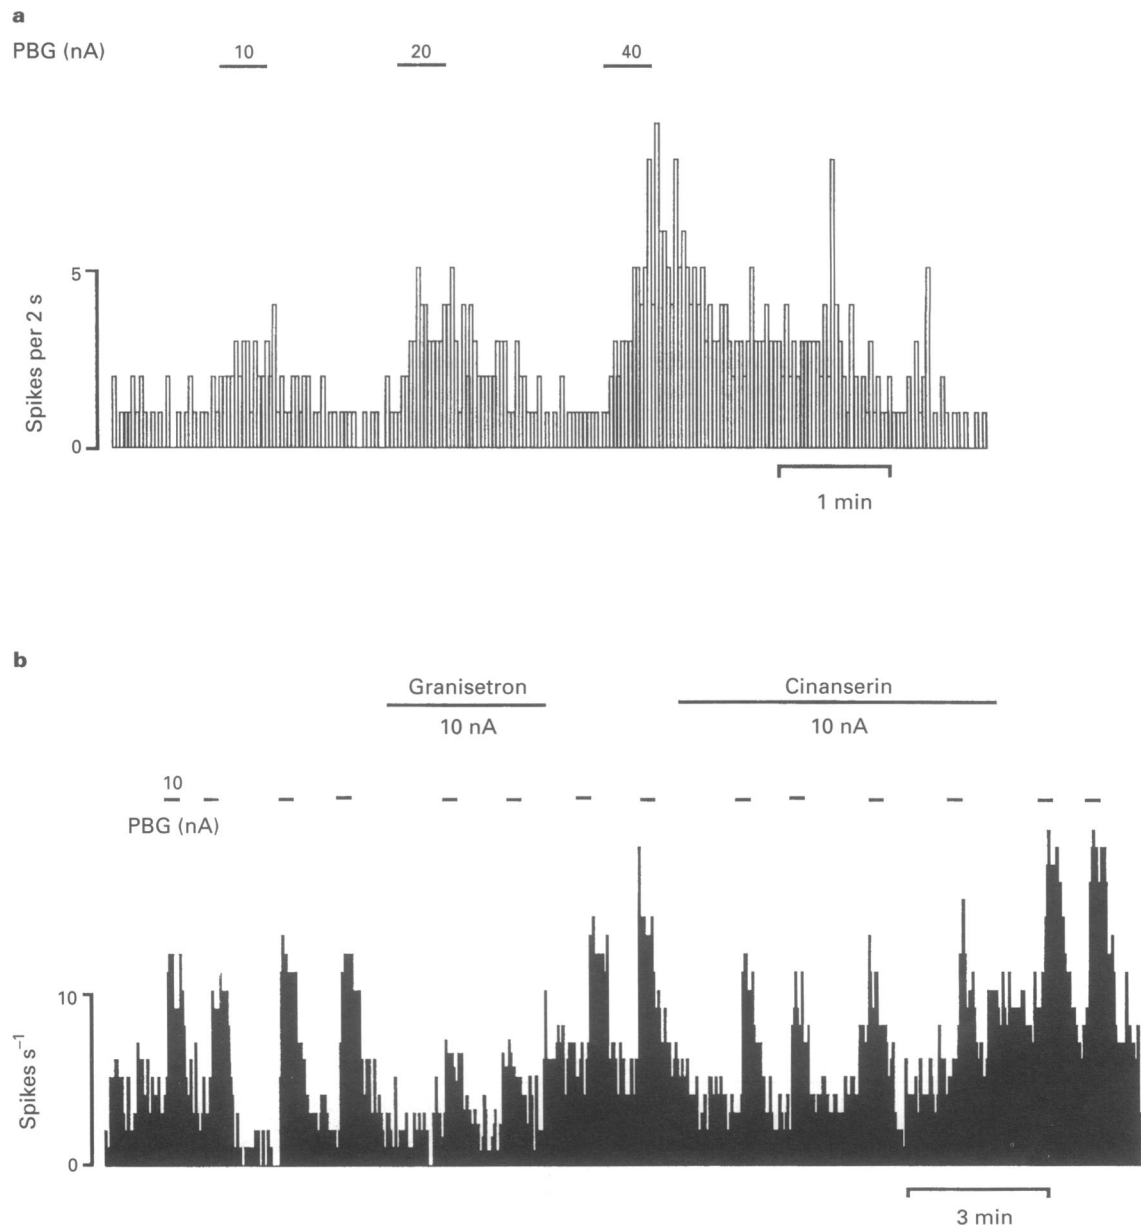 a
PBG (nA) 10 20 40
5
Spikes per 2 s
0
1 min
b
Granisetron Cinanserin
10 nA 10 nA
10
PBG (nA)
10
Spikes s⁻¹
0
3 min